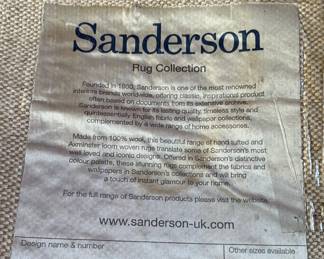 Sanderson
Rug Collection
Founded in 1860, Sanderson is one of the most renowned
interiors brands worldwide, offering classic, inspirational product
often based on documents from its extensive archive.
Sanderson is known for its lasting quality, timeless style and
quintessentially English fabric and wallpaper collections,
complemented by a wide range of home accessories.
Made from 100% wool, this beautiful range of hand tufted and
Axminster loom woven rugs translate some of Sanderson's most
well loved and iconic designs. Offered in Sanderson's distinctive
colour palette, these stunning rugs complement the fabrics and
wallpapers in Sanderson's collections and will bring
a touch of instant glamour to your home.
For the full range of Sanderson products please visit the website
www.sanderson-uk.com
Design name & number
Other sizes available